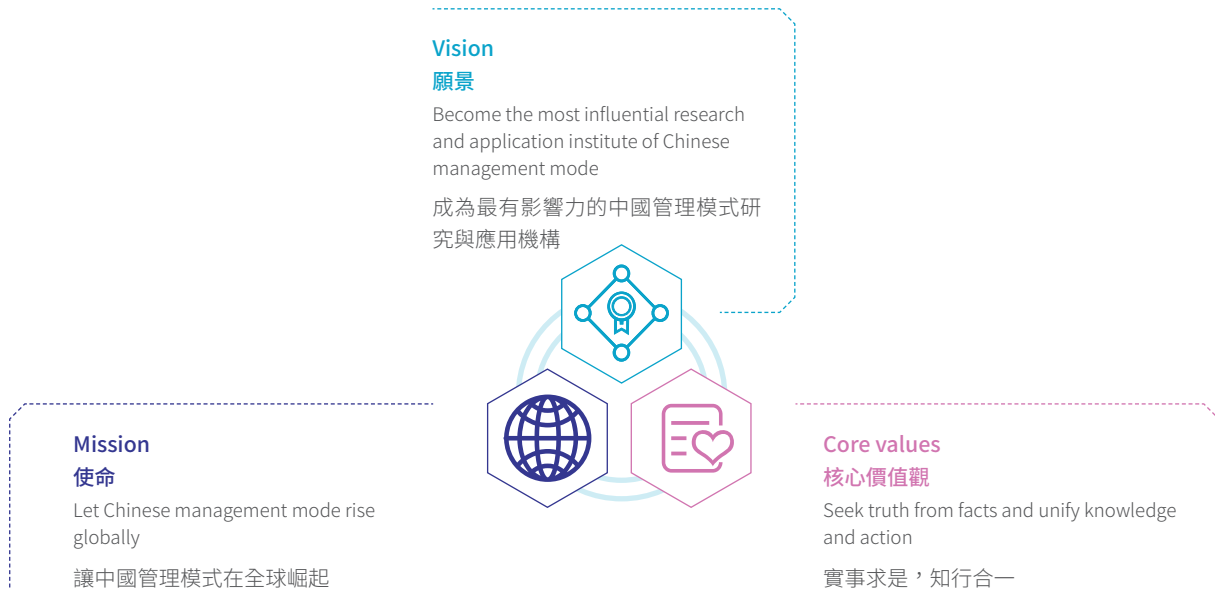 Vision
願景
Become the most influential research
and application institute of Chinese
management mode
成為最有影響力的中國管理模式研
究與應用機構
Mission
使命
Let Chinese management mode rise
globally
讓中國管理模式在全球崛起
Core values
核心價值觀
Seek truth from facts and unify knowledge
and action
實事求是，知行合一